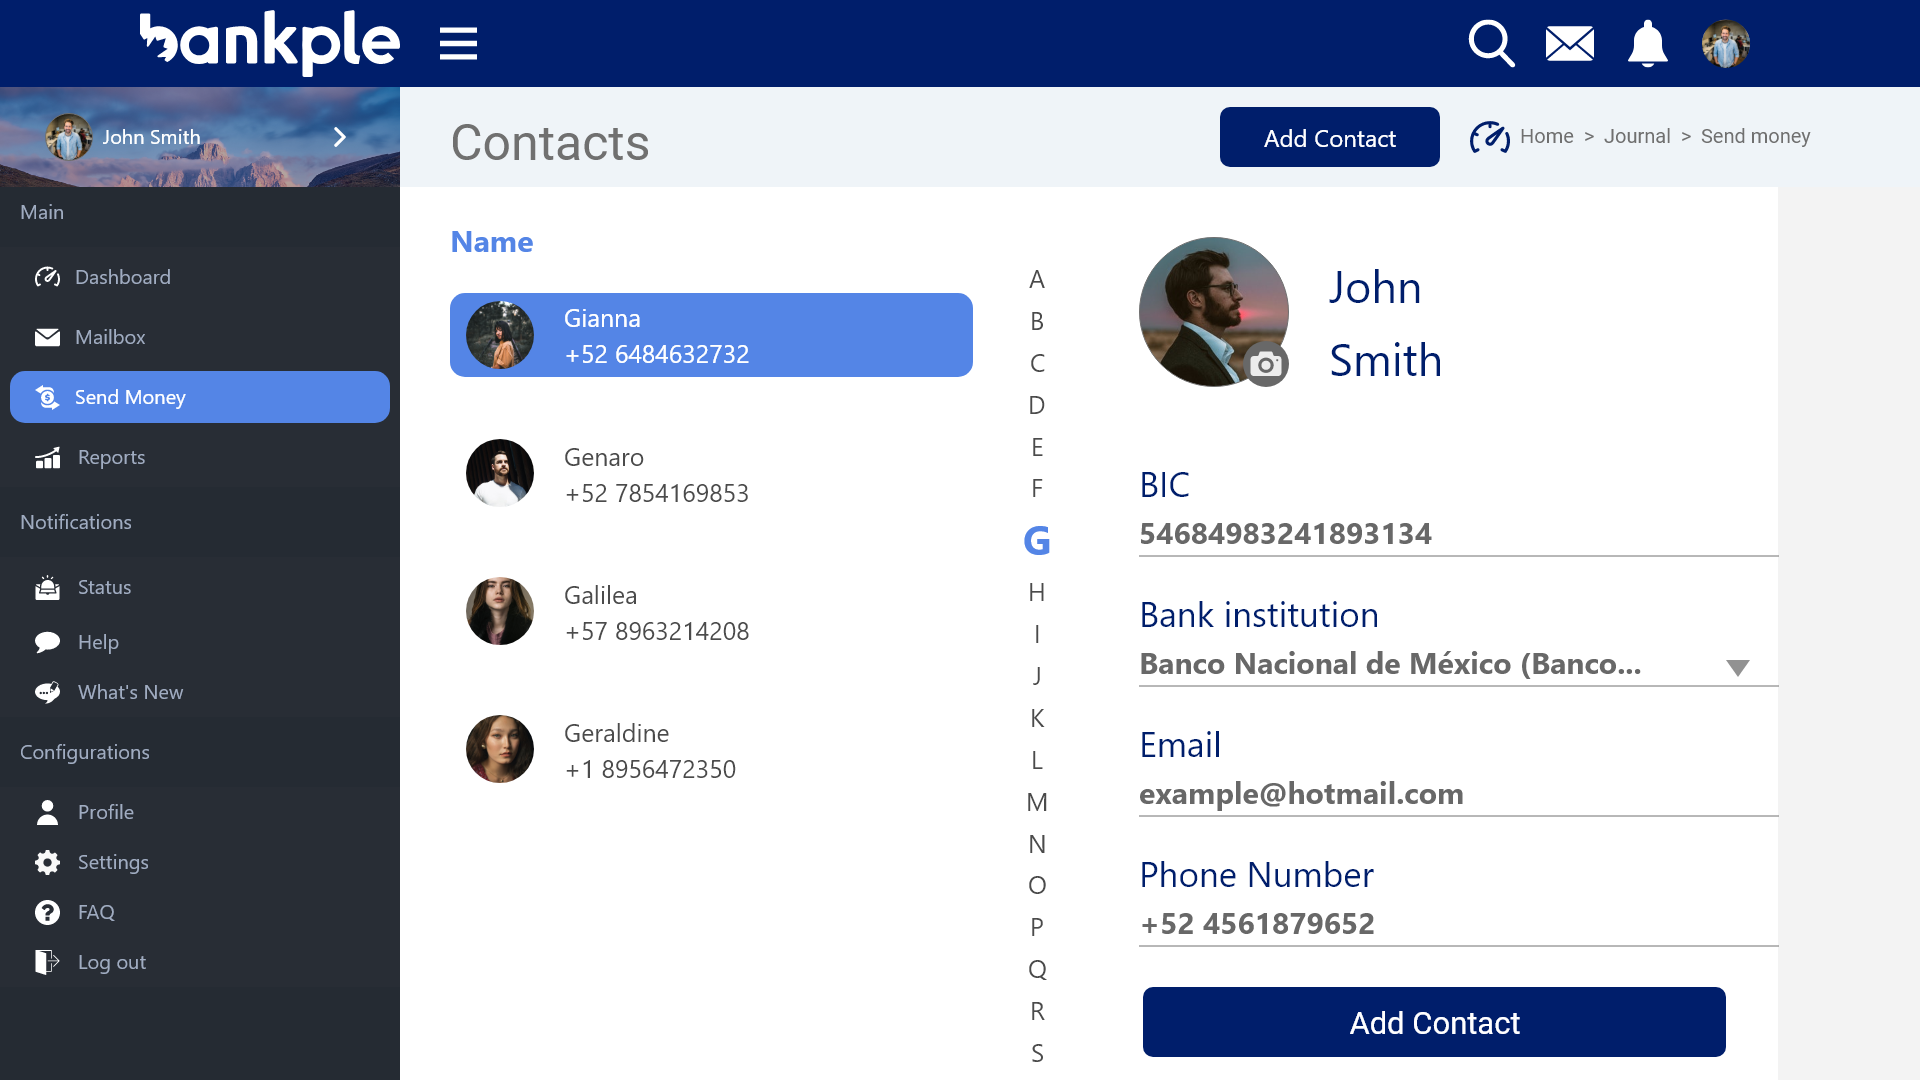 bankple
John Smith
Main
Dashboard
Mailbox
Send Money
Reports
Notifications
Status
Help
What's New
Configurations
Profile
Settings
FAQ
Log out
Contacts
Add Contact
Home > Journal > Send money
Name
Gianna
+52 6484632732
Genaro
+52 7854169853
Galilea
+57 8963214208
Geraldine
+1 8956472350
A
B
C
D
E
F
G
H
I
J
K
L
M
N
O
P
Q
R
S
John
Smith
BIC
54684983241893134
Bank institution
Banco Nacional de México (Banco...
Email
example@hotmail.com
Phone Number
+52 4561879652
Add Contact